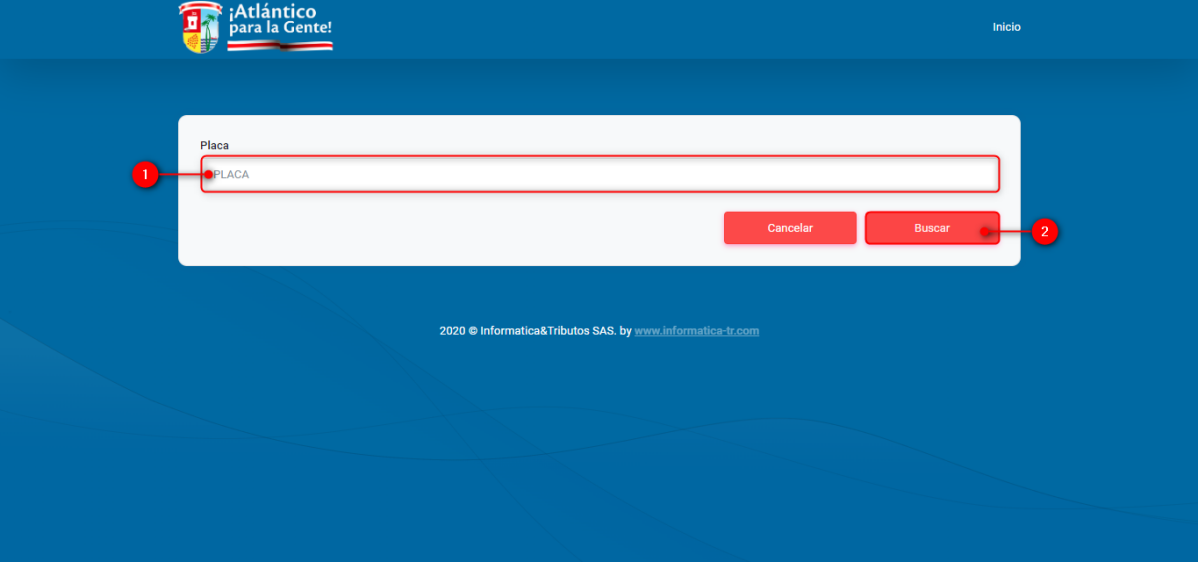 ¡Atlántico
para la Gente!
Inicio
Placa
1
PLACA
Cancelar
Buscar
2
2020 © Informatica&Tributos SAS. by www.informatica-tr.com